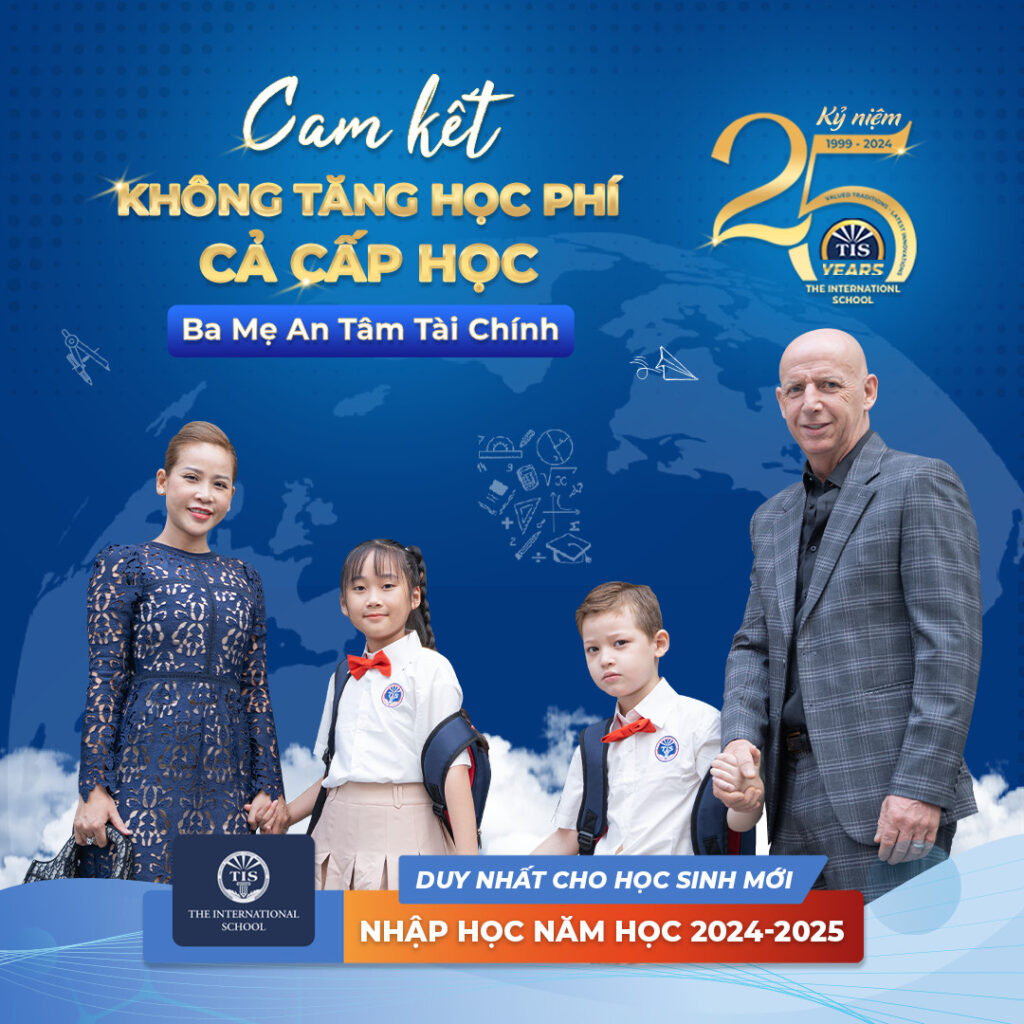 Cam kết
KHÔNG TĂNG HỌC PHÍ
CẢ CẤP HỌC
Ba Mẹ An Tâm Tài Chính
Kỷ niệm
25
1999 - 2024
VALUED TRADITIONS - LATEST INNOVATIONS
TIS
YEARS
THE INTERNATIONL
SCHOOL
TIS
TIS
TIS
THE INTERNATIONAL
SCHOOL
DUY NHẤT CHO HỌC SINH MỚI
NHẬP HỌC NĂM HỌC 2024-2025